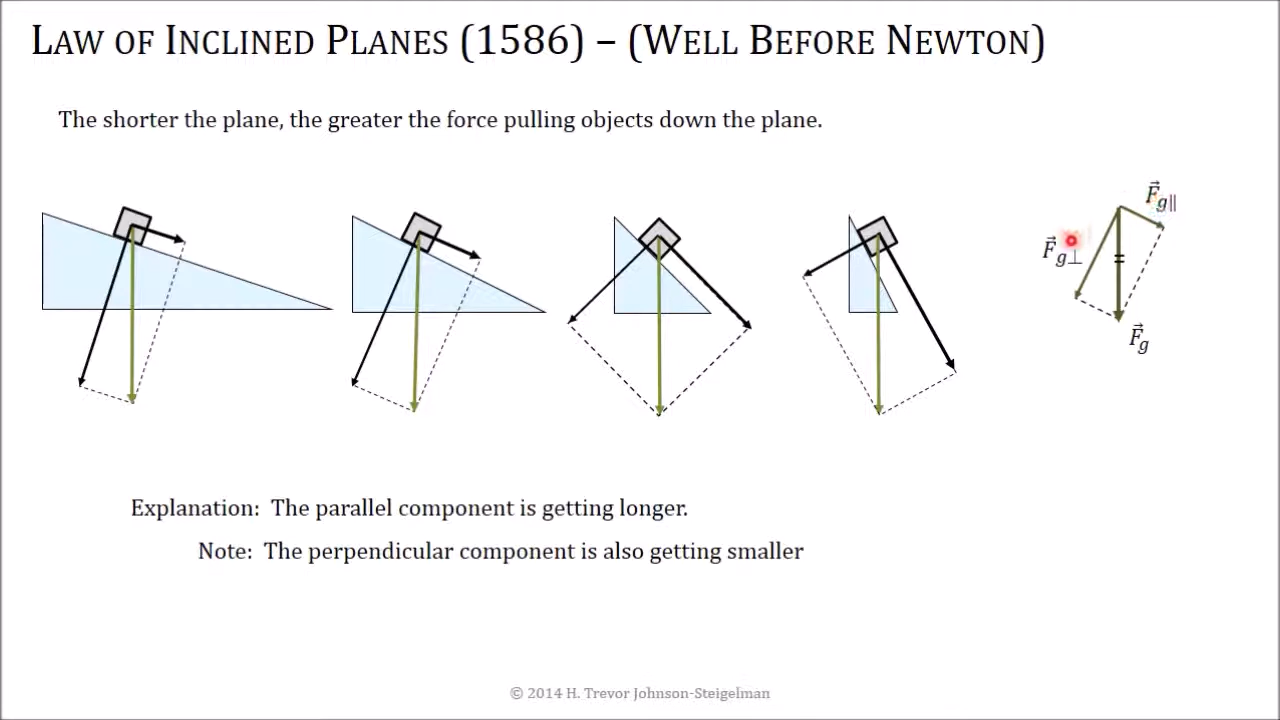 LAW OF INCLINED PLANES (1586) – (WELL BEFORE NEWTON)
The shorter the plane, the greater the force pulling objects down the plane.
F⃗g∥
F⃗g⊥
F⃗g
Explanation:  The parallel component is getting longer.
Note:  The perpendicular component is also getting smaller
© 2014 H. Trevor Johnson-Steigelman